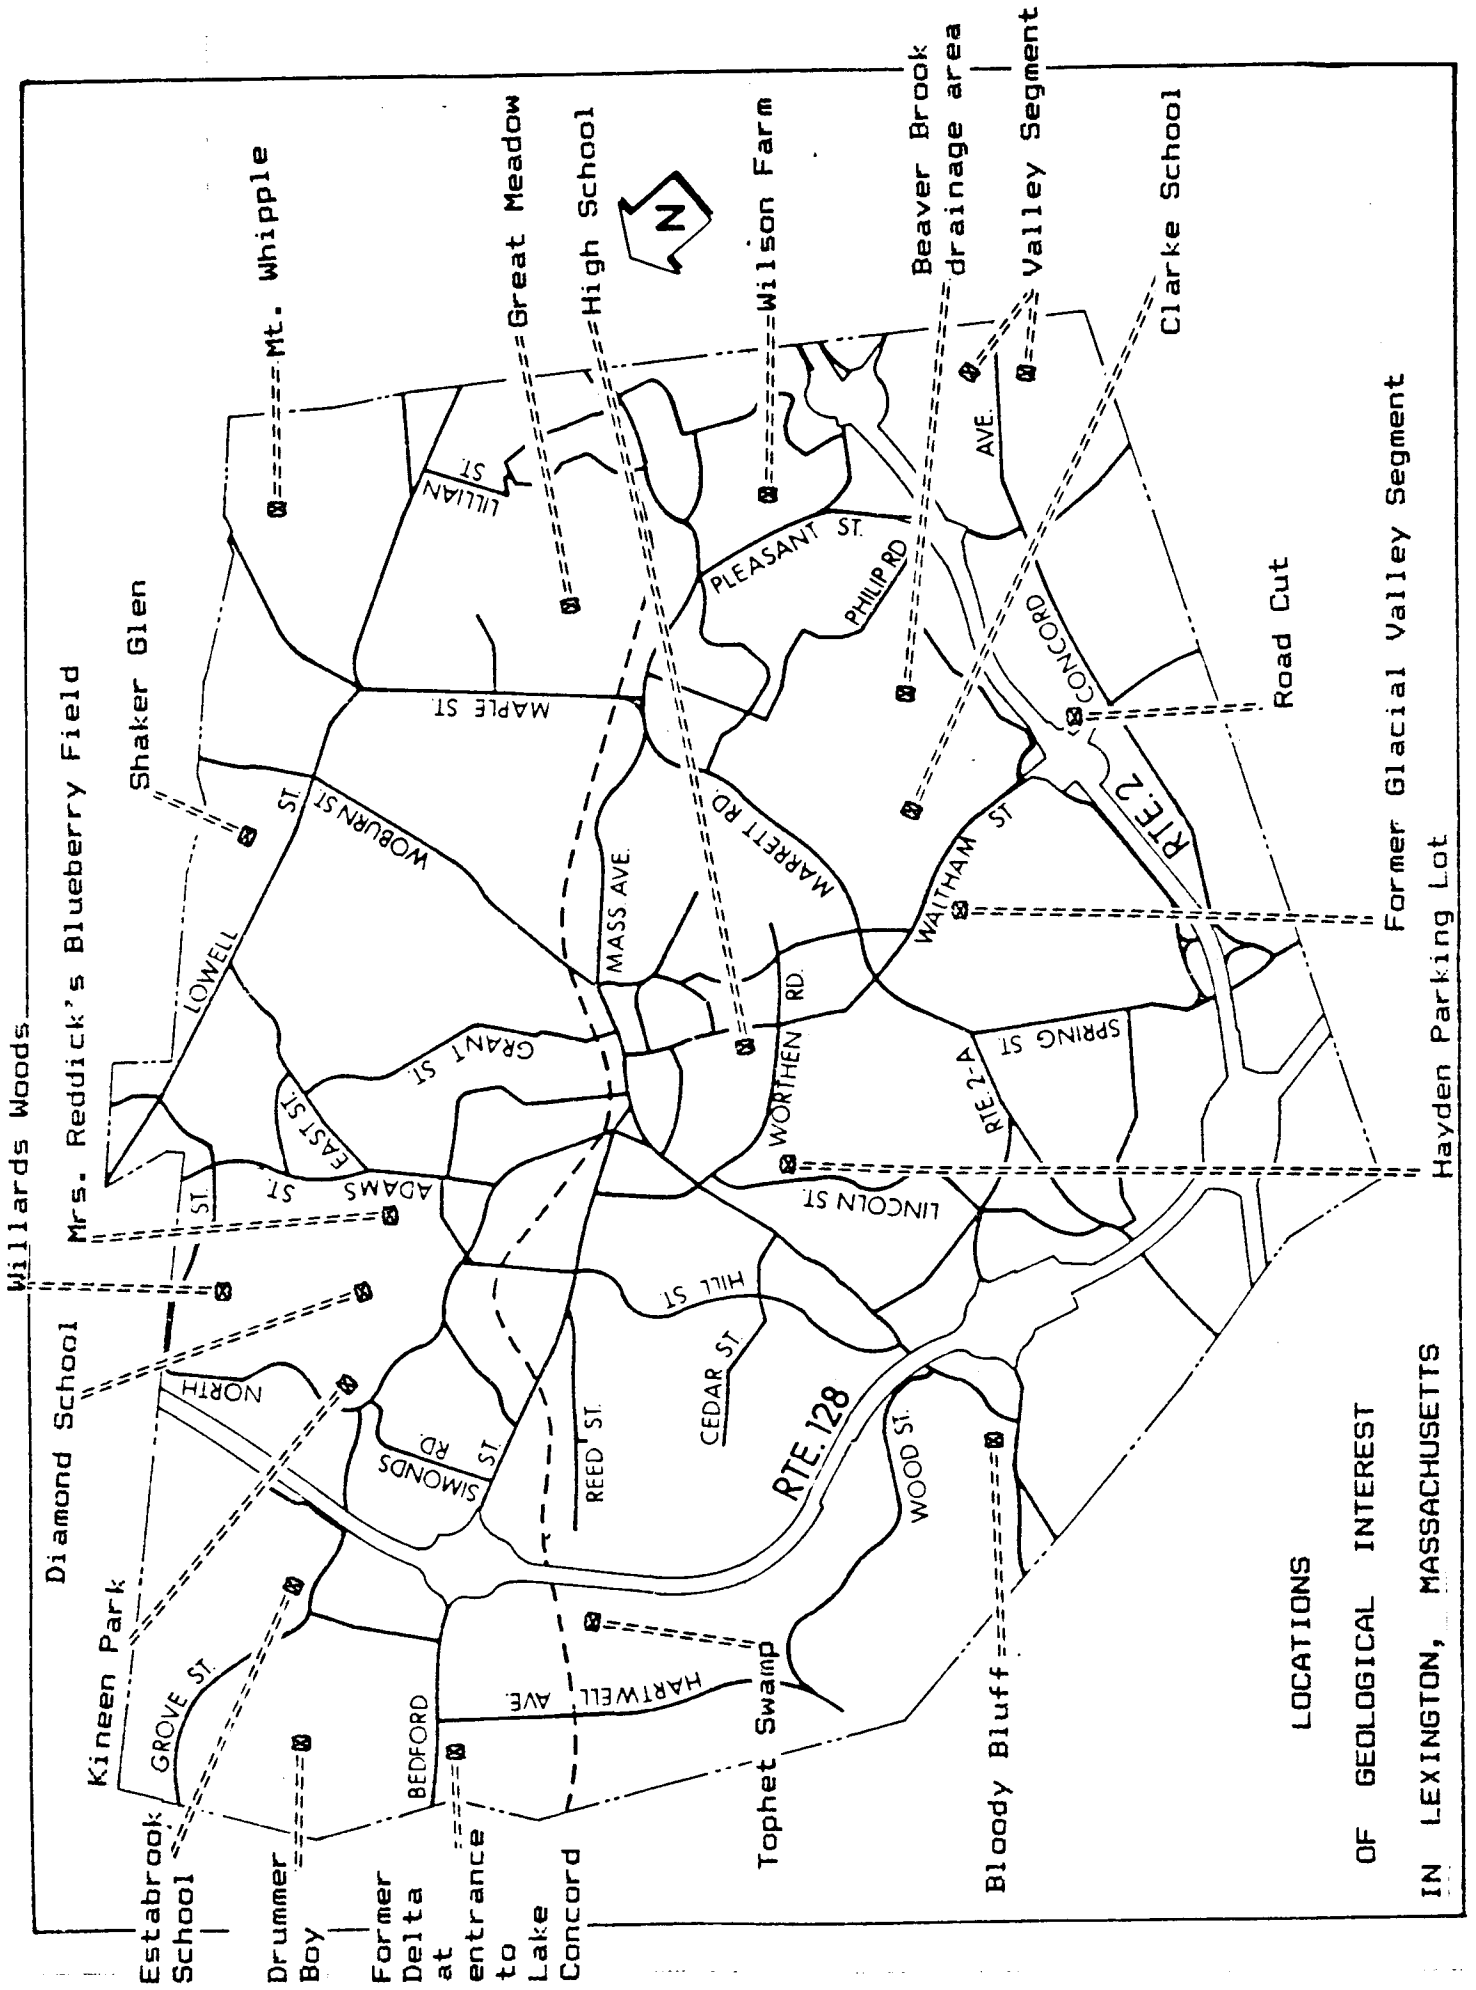 Willards Woods
Mrs. Reddick's Blueberry Field
Shaker Glen
Mt. Whipple
Great Meadow
High School
Wilson Farm
Beaver Brook
drainage area
Valley Segment
Clarke School
Road Cut
Former Glacial Valley Segment
Hayden Parking Lot
Diamond School
Kineen Park
Estabrook
School
Drummer
Boy
Former
Delta
at
entrance
to
Lake
Concord
Tophet Swamp
Bloody Bluff
N
LOWELL
ST.
WOBURN ST
MAPLE ST.
LILLIAN
ST.
GRANT
ST.
EAST ST.
ADAMS
ST.
NORTH
ST.
SIMONDS
RD.
GROVE ST.
BEDFORD
ST.
HARTWELL
AVE.
REED ST.
CEDAR ST.
HILL ST.
RTE. 128
WOOD ST.
LINCOLN ST.
WORTHEN
RD.
RTE. 2-A
SPRING ST.
WALTHAM
ST
MARRETT RD.
MASS. AVE.
PLEASANT
ST.
PHILIP RD
CONCORD
AVE.
RTE. 2
LOCATIONS
OF GEOLOGICAL INTEREST
IN LEXINGTON, MASSACHUSETTS